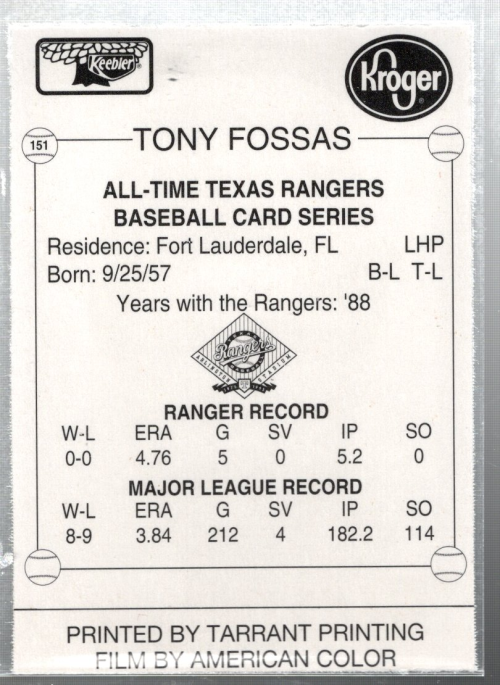 Keebler
Kroger
151
TONY FOSSAS
ALL-TIME TEXAS RANGERS
BASEBALL CARD SERIES
Residence: Fort Lauderdale, FL LHP
Born: 9/25/57 B-L T-L
Years with the Rangers: '88
Rangers
ARLINGTON STADIUM
RANGER RECORD
W-L ERA G SV IP SO
0-0 4.76 5 0 5.2 0
MAJOR LEAGUE RECORD
W-L ERA G SV IP SO
8-9 3.84 212 4 182.2 114
PRINTED BY TARRANT PRINTING
FILM BY AMERICAN COLOR